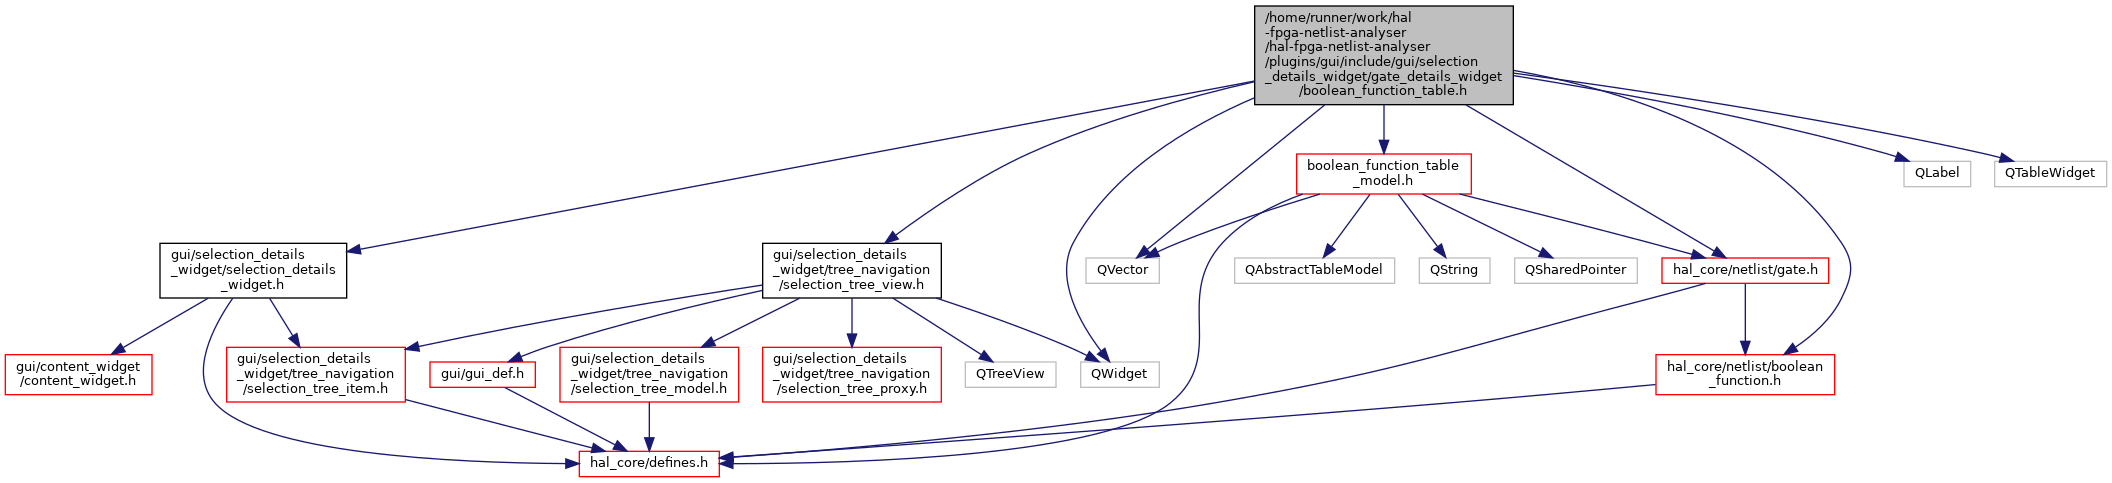 /home/runner/work/hal
-fpga-netlist-analyser
/hal-fpga-netlist-analyser
/plugins/gui/include/gui/selection
_details_widget/gate_details_widget
/boolean_function_table.h
boolean_function_table
_model.h
QLabel
QTableWidget
gui/selection_details
_widget/selection_details
_widget.h
gui/selection_details
_widget/tree_navigation
/selection_tree_view.h
QVector
QAbstractTableModel
QString
QSharedPointer
hal_core/netlist/gate.h
gui/content_widget
/content_widget.h
gui/selection_details
_widget/tree_navigation
/selection_tree_item.h
gui/gui_def.h
gui/selection_details
_widget/tree_navigation
/selection_tree_model.h
gui/selection_details
_widget/tree_navigation
/selection_tree_proxy.h
QTreeView
QWidget
hal_core/netlist/boolean
_function.h
hal_core/defines.h